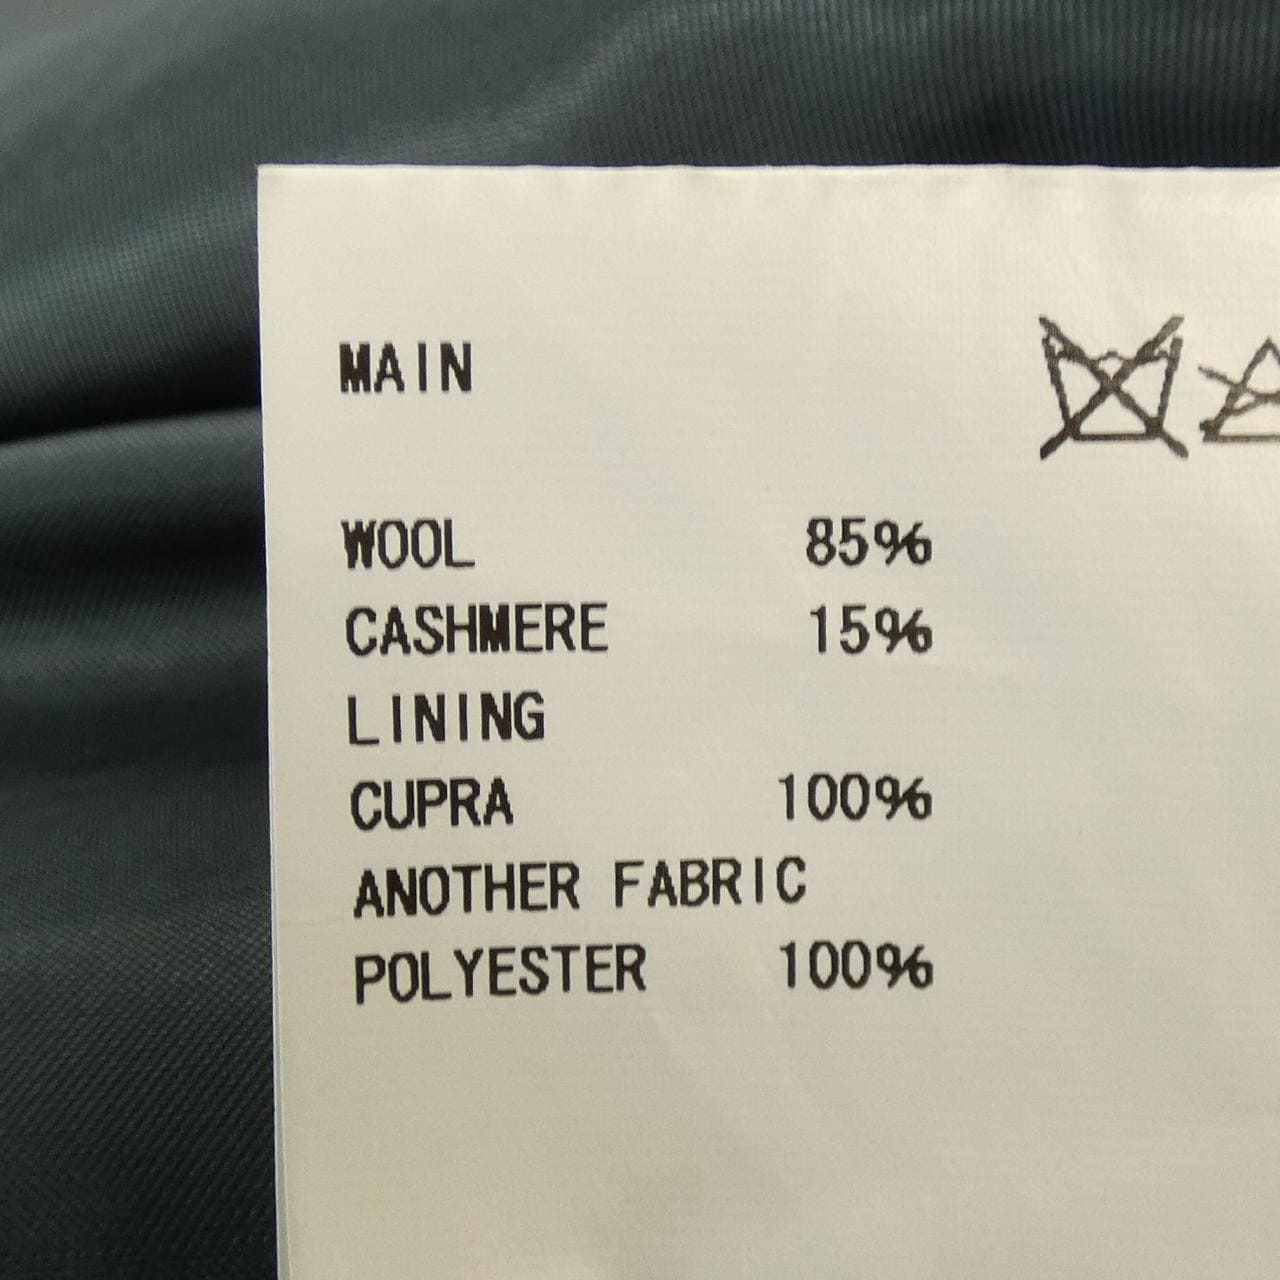 MAIN
WOOL 85%
CASHMERE 15%
LINING
CUPRA 100%
ANOTHER FABRIC
POLYESTER 100%